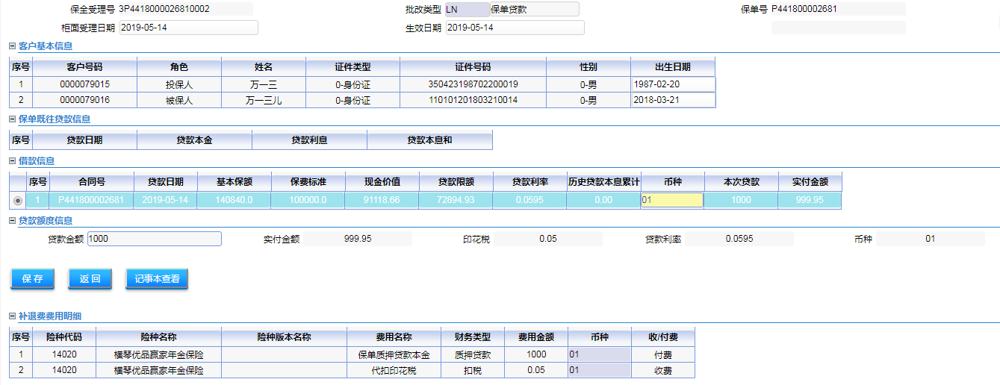 保全受理号 3P4418000026810002 批改类型 LN 保单贷款 保单号 P441800002681
柜面受理日期 2019-05-14 生效日期 2019-05-14
客户基本信息
序号 客户号码 角色 姓名 证件类型 证件号码 性别 出生日期
1 0000079015 投保人 万一三 0-身份证 350423198702200019 0-男 1987-02-20
2 0000079016 被保人 万一三儿 0-身份证 110101201803210014 0-男 2018-03-21
保单既往贷款信息
序号 贷款日期 贷款本金 贷款利息 贷款本息和
借款信息
序号 合同号 贷款日期 基本保额 保费标准 现金价值 贷款限额 贷款利率 历史贷款本息累计 币种 本次贷款 实付金额
1 P441800002681 2019-05-14 140840.0 100000.0 91118.66 72894.93 0.0595 0.00 01 1000 999.95
贷款额度信息
贷款金额 1000 实付金额 999.95 印花税 0.05 贷款利率 0.0595 币种 01
保存 返回 记事本查看
补退费费用明细
序号 险种代码 险种名称 险种版本名称 费用名称 财务类型 费用金额 币种 收/付费
1 14020 横琴优品赢家年金保险 保单质押贷款本金 质押贷款 1000 01 付费
2 14020 横琴优品赢家年金保险 代扣印花税 扣税 0.05 01 收费